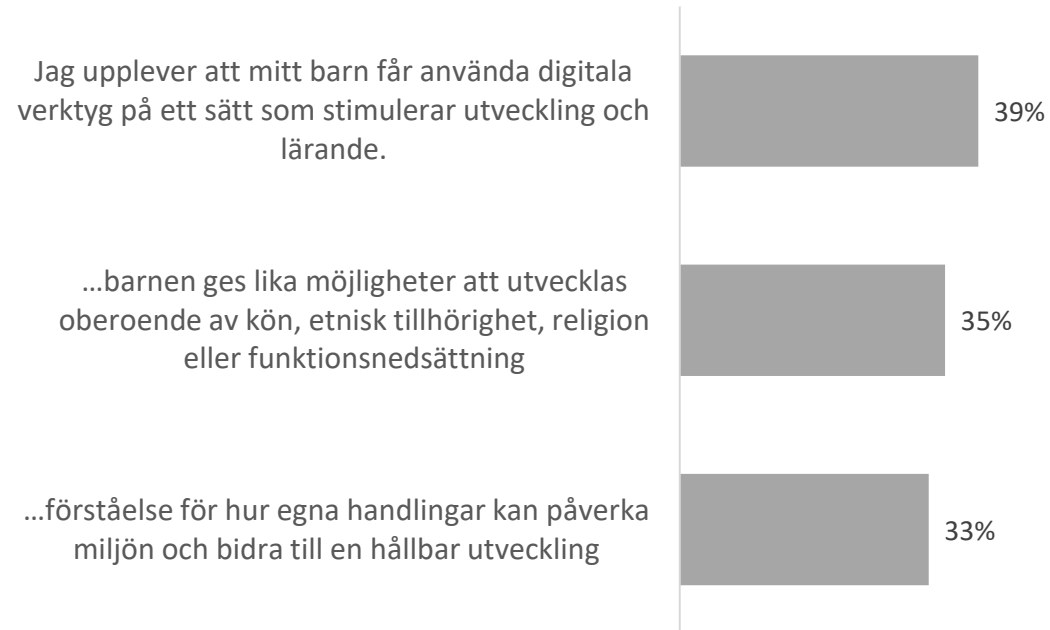 Jag upplever att mitt barn får använda digitala
verktyg på ett sätt som stimulerar utveckling och
lärande.
39%
…barnen ges lika möjligheter att utvecklas
oberoende av kön, etnisk tillhörighet, religion
eller funktionsnedsättning
35%
…förståelse för hur egna handlingar kan påverka
miljön och bidra till en hållbar utveckling
33%